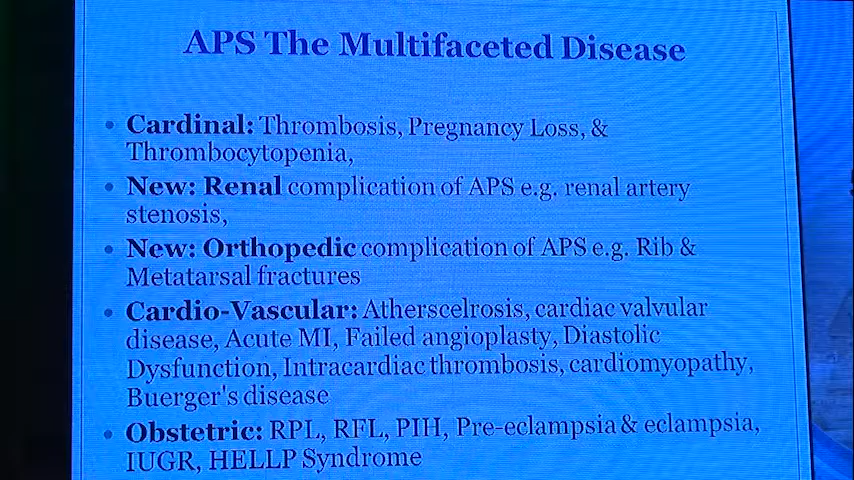 APS The Multifaceted Disease
• Cardinal: Thrombosis, Pregnancy Loss, &
Thrombocytopenia,
• New: Renal complication of APS e.g. renal artery
stenosis,
• New: Orthopedic complication of APS e.g. Rib &
Metatarsal fractures
• Cardio-Vascular: Atherscelrosis, cardiac valvular
disease, Acute MI, Failed angioplasty, Diastolic
Dysfunction, Intracardiac thrombosis, cardiomyopathy,
Buerger's disease
• Obstetric: RPL, RFL, PIH, Pre-eclampsia & eclampsia,
IUGR, HELLP Syndrome